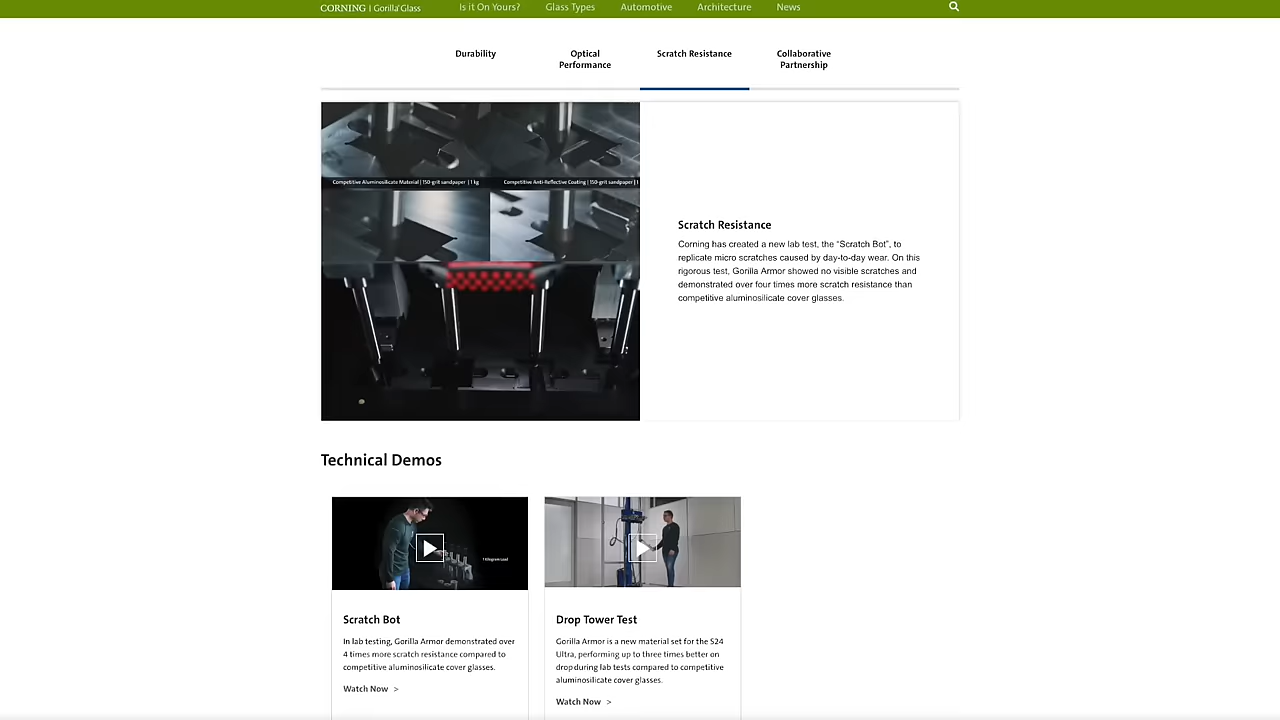 CORNING | Gorilla Glass
Is it On Yours?
Glass Types
Automotive
Architecture
News
Durability
Optical
Performance
Scratch Resistance
Collaborative
Partnership
Competitive Aluminosilicate Material | 150-grit sandpaper | 1 kg
Competitive Anti-Reflective Coating | 150-grit sandpaper | 1
Scratch Resistance
Corning has created a new lab test, the “Scratch Bot”, to
replicate micro scratches caused by day-to-day wear. On this
rigorous test, Gorilla Armor showed no visible scratches and
demonstrated over four times more scratch resistance than
competitive aluminosilicate cover glasses.
Technical Demos
1 kilogram Load
Scratch Bot
In lab testing, Gorilla Armor demonstrated over
4 times more scratch resistance compared to
competitive aluminosilicate cover glasses.
Watch Now >
Drop Tower Test
Gorilla Armor is a new material set for the S24
Ultra, performing up to three times better on
drop during lab tests compared to competitive
aluminosilicate cover glasses.
Watch Now >